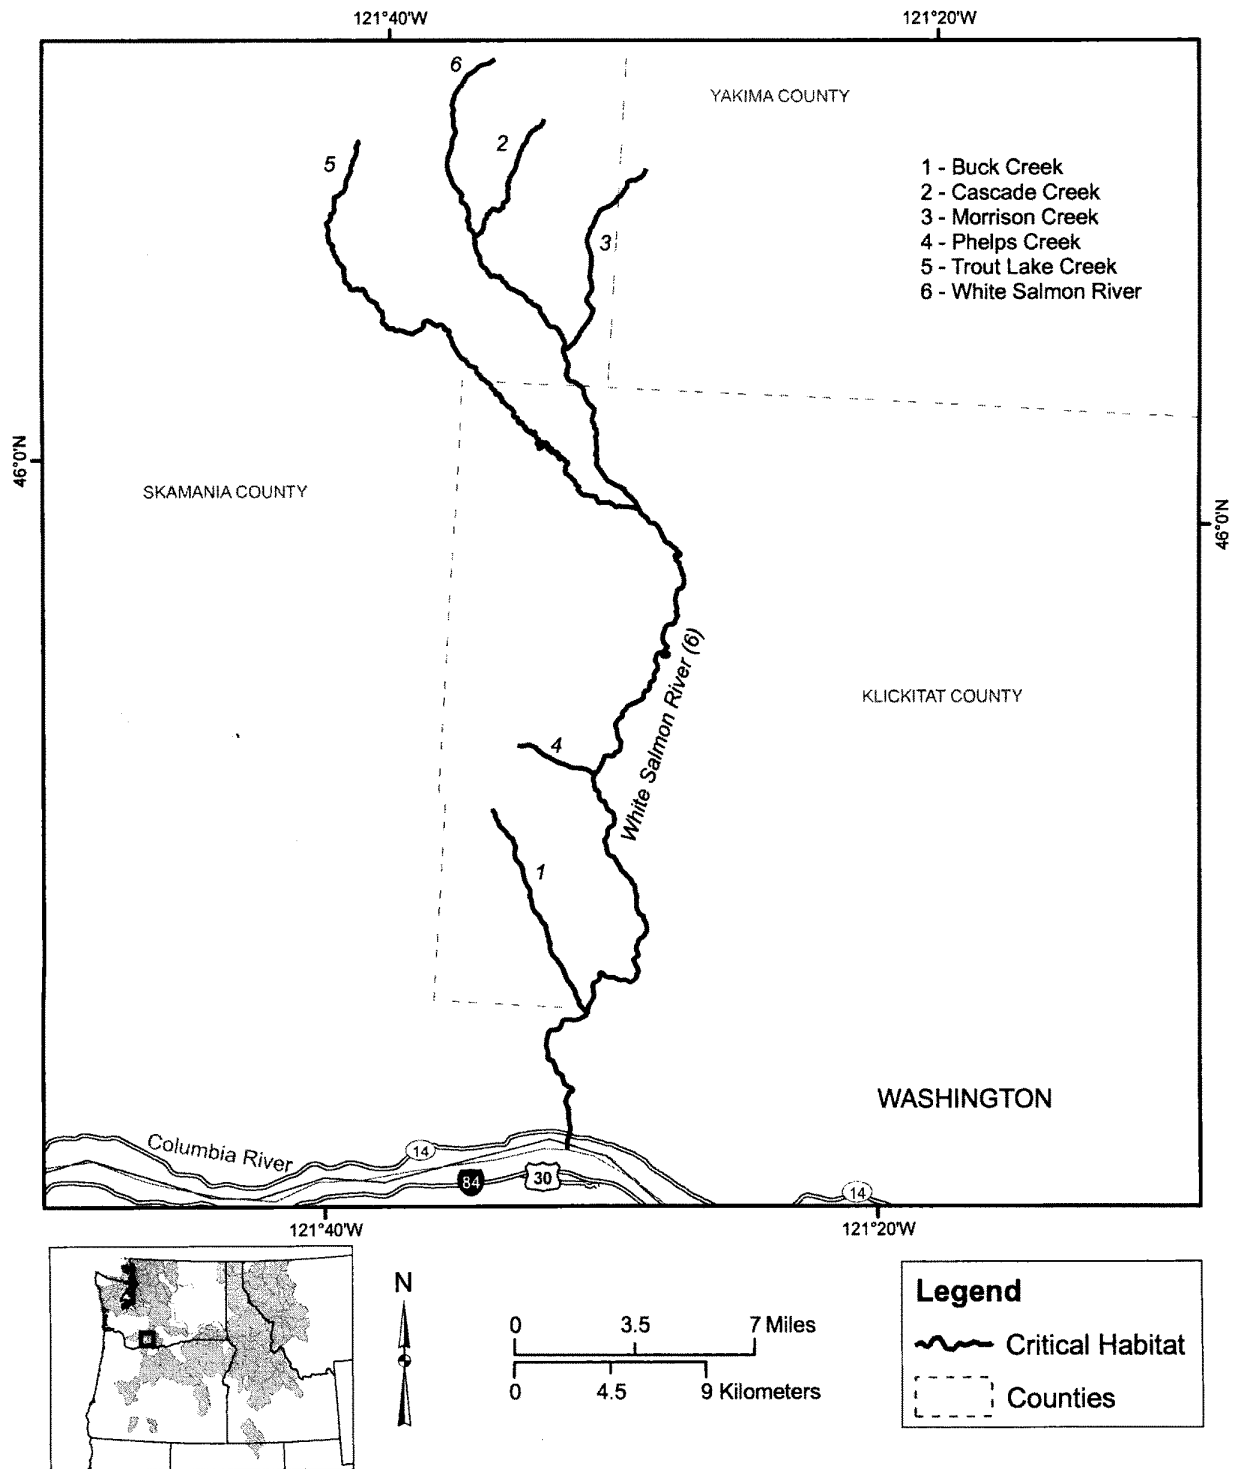 121°40'W
121°20'W
6
YAKIMA COUNTY
2
5
1 - Buck Creek
2 - Cascade Creek
3 - Morrison Creek
4 - Phelps Creek
5 - Trout Lake Creek
6 - White Salmon River
3
46°0'N
SKAMANIA COUNTY
46°0'N
White Salmon River (6)
KLICKITAT COUNTY
4
1
WASHINGTON
Columbia River
14
84
30
14
121°40'W
121°20'W
N
0 3.5 7 Miles
0 4.5 9 Kilometers
Legend
Critical Habitat
Counties